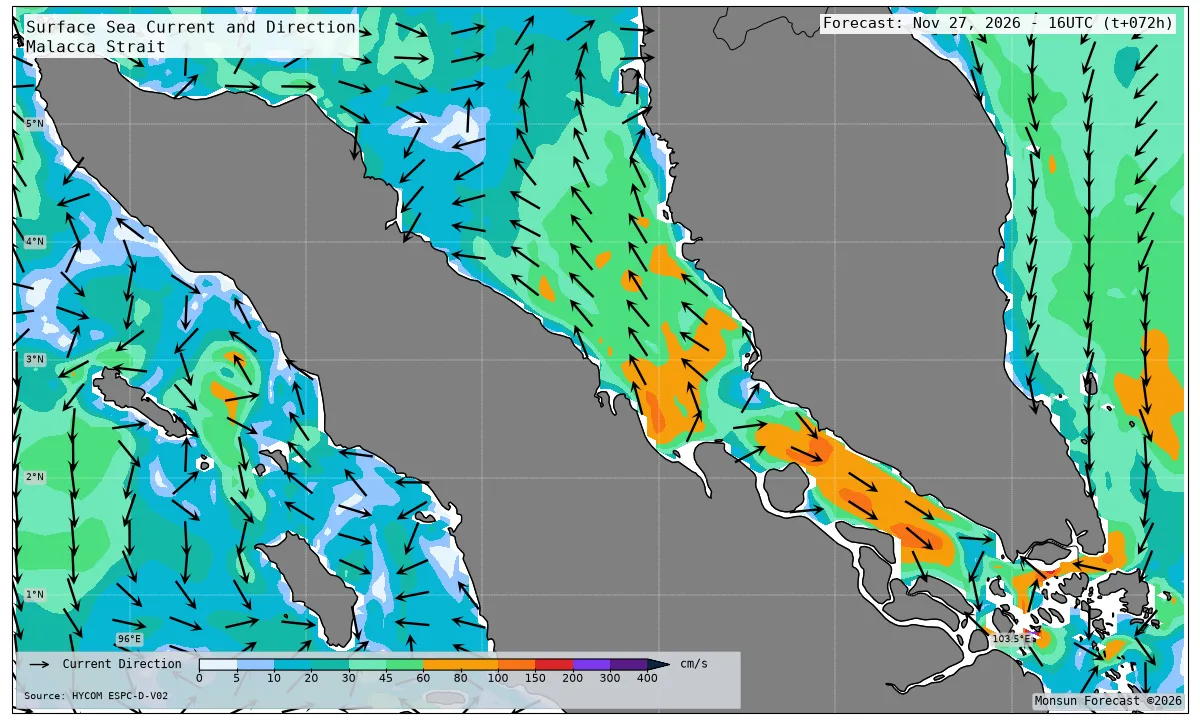 Surface Sea Current and Direction
Malacca Strait
Forecast: Nov 27, 2026 - 16UTC (t+072h)
5°N
4°N
3°N
2°N
1°N
96°E
103.5°E
Current Direction
0 5 10 20 30 45 60 80 100 150 200 300 400
cm/s
Source: HYCOM ESPC-D-V02
Monsun Forecast ©2026